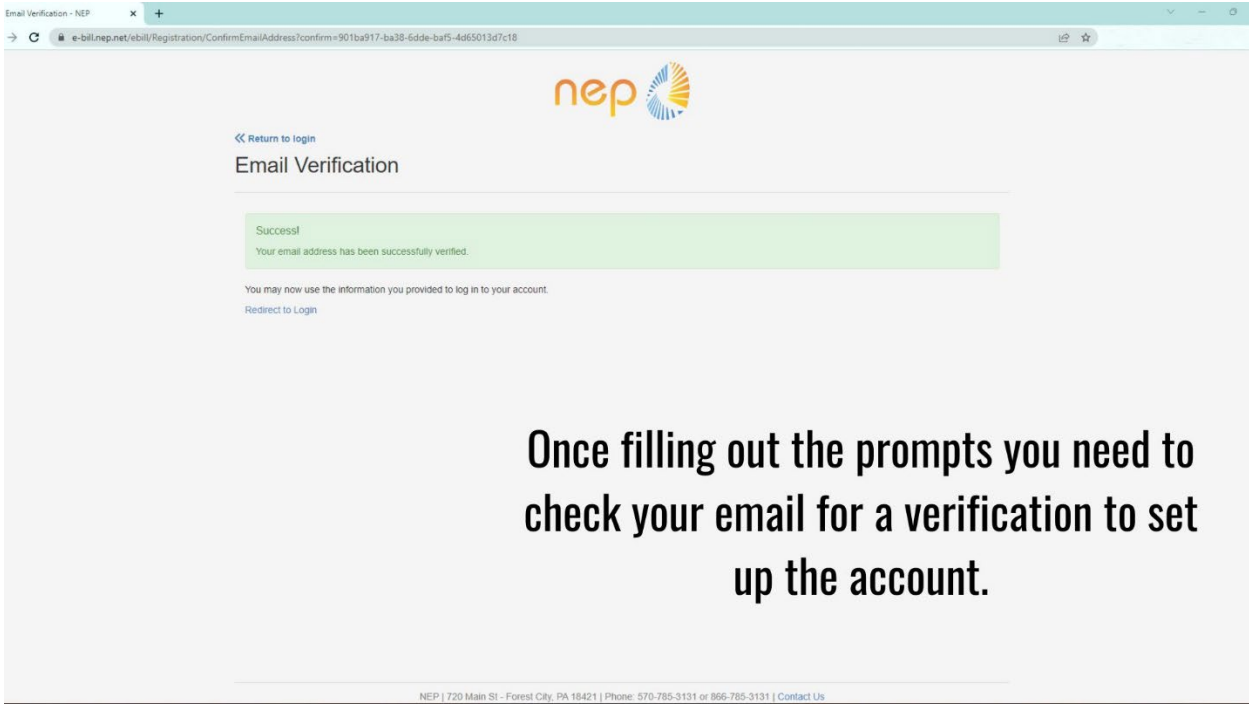 Email Verification - NEP
e-bill.nep.net/ebill/Registration/ConfirmEmailAddress?confirm=901ba917-ba38-6dde-baf5-4d65013d7c18
nep
Return to login
Email Verification
Success!
Your email address has been successfully verified.
You may now use the information you provided to log in to your account.
Redirect to Login
Once filling out the prompts you need to
check your email for a verification to set
up the account.
NEP | 720 Main St - Forest City, PA 18421 | Phone: 570-785-3131 or 866-785-3131 | Contact Us